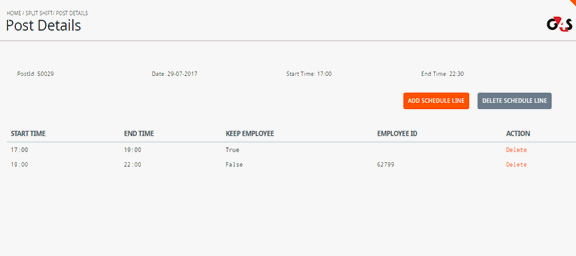 HOME / SPLIT SHIFT/ POST DETAILS
Post Details
G4S
PostId: S0029 Date: 29-07-2017 Start Time: 17:00 End Time: 22:30
ADD SCHEDULE LINE DELETE SCHEDULE LINE
START TIME END TIME KEEP EMPLOYEE EMPLOYEE ID ACTION
17:00 19:00 True Delete
19:00 22:00 False 62799 Delete